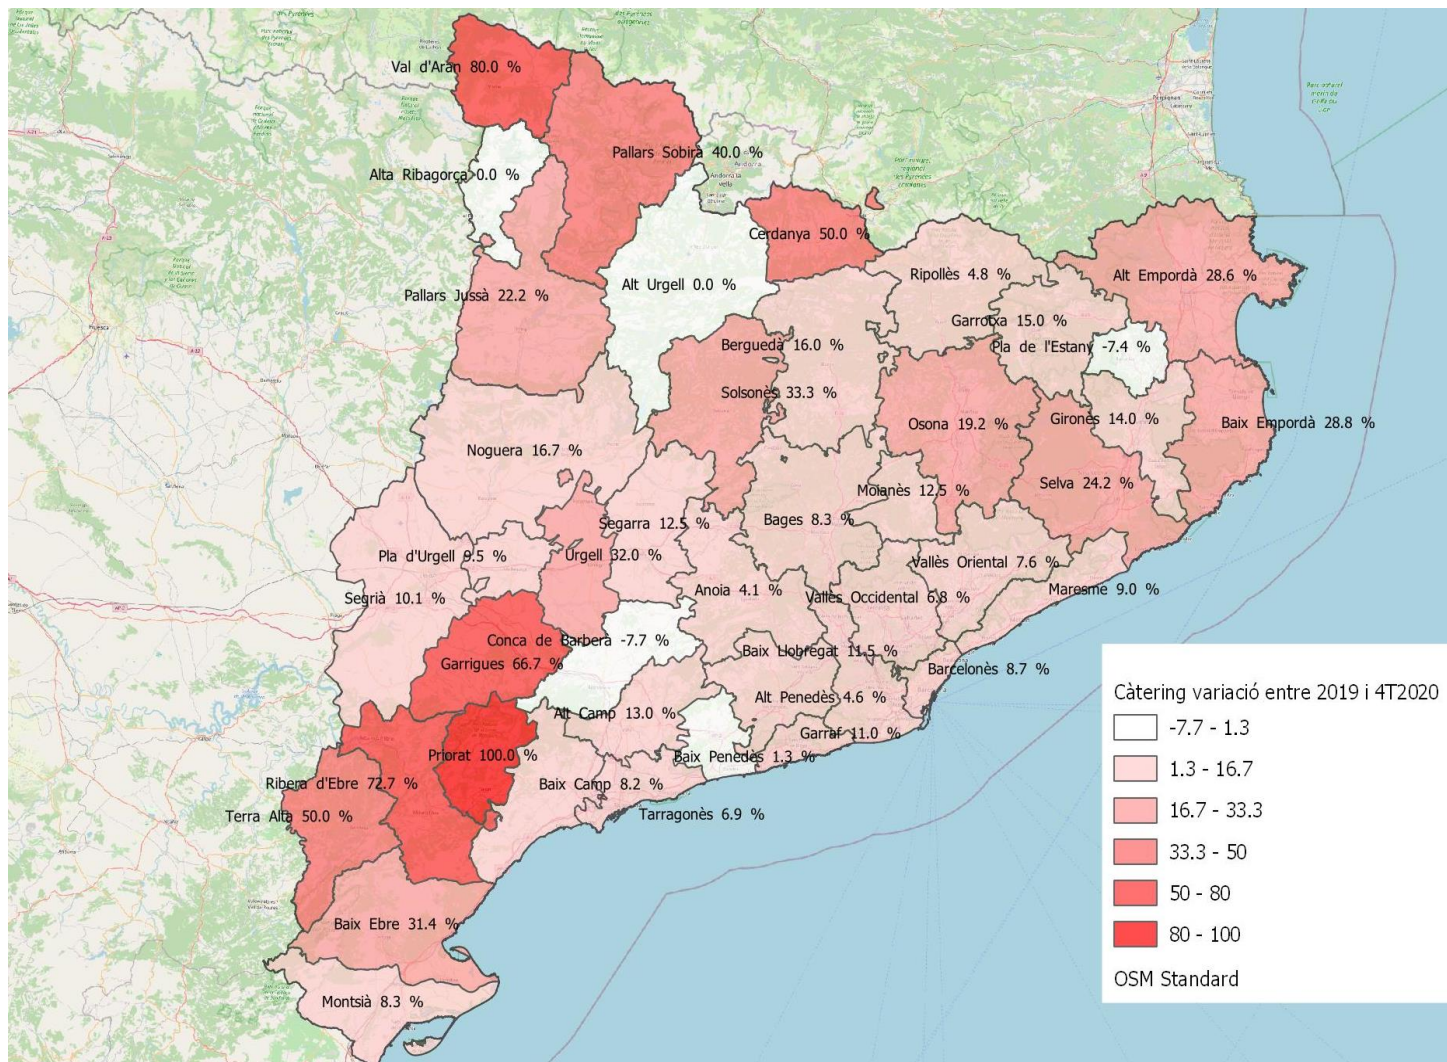 Val d'Aran 80.0 %
Pallars Sobirà 40.0 %
Alta Ribagorça 0.0 %
Andorra la vella
Perpignan
Cerdanya 50.0 %
Ripollès 4.8 %
Alt Empordà 28.6 %
Alt Urgell 0.0 %
Pallars Jussà 22.2 %
Garrotxa 15.0 %
Huesca
Berguedà 16.0 %
Pla de l'Estany -7.4 %
Solsonès 33.3 %
Osona 19.2 %
Gironès 14.0 %
Baix Empordà 28.8 %
Noguera 16.7 %
Selva 24.2 %
Moianès 12.5 %
Segarra 12.5 %
Bages 8.3 %
Pla d'Urgell 9.5 %
Urgell 32.0 %
Vallès Oriental 7.6 %
Segrià 10.1 %
Anoia 4.1 %
Vallès Occidental 6.8 %
Maresme 9.0 %
Conca de Barberà -7.7 %
Garrigues 66.7 %
Baix Llobregat 11.5 %
Barcelonès 8.7 %
Alt Penedès 4.6 %
Alt Camp 13.0 %
Garraf 11.0 %
Priorat 100.0 %
Baix Penedès 1.3 %
Ribera d'Ebre 72.7 %
Baix Camp 8.2 %
Terra Alta 50.0 %
Tarragonès 6.9 %
Baix Ebre 31.4 %
Montsià 8.3 %
Càtering variació entre 2019 i 4T2020
-7.7 - 1.3
1.3 - 16.7
16.7 - 33.3
33.3 - 50
50 - 80
80 - 100
OSM Standard